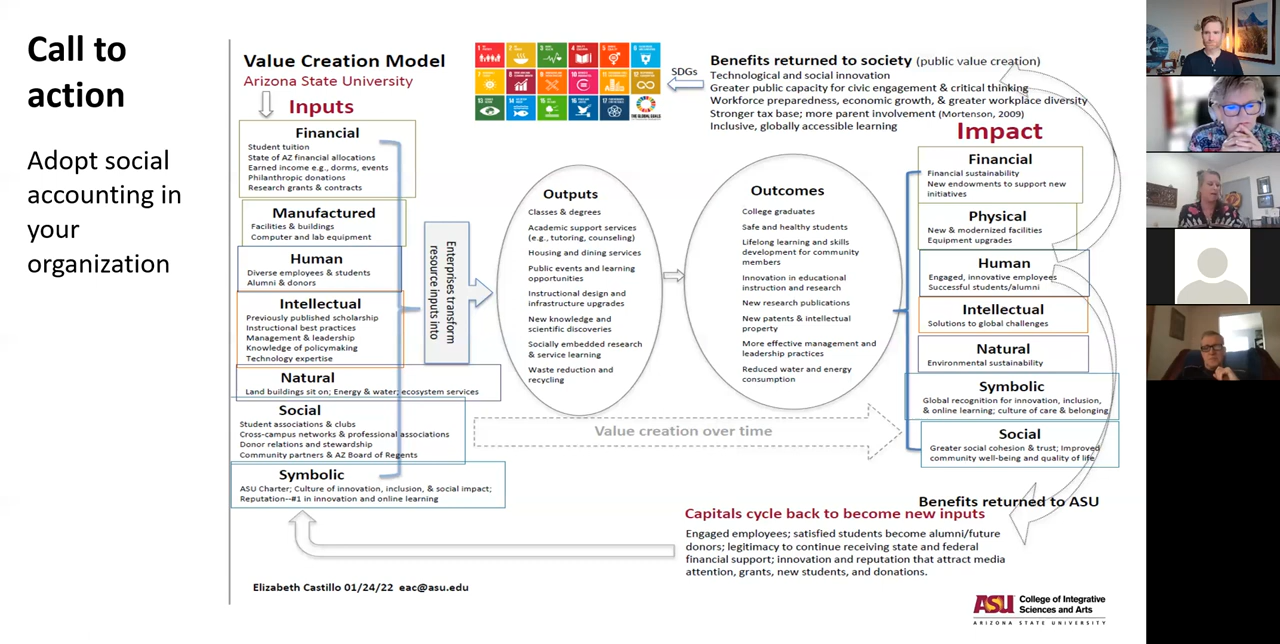 Call to
action
Adopt social
accounting in
your
organization
Value Creation Model
Arizona State University
Inputs
Financial
Student tuition
State of AZ financial allocations
Earned income e.g., dorms, events
Philanthropic donations
Research grants & contracts
Manufactured
Facilities & buildings
Computer and lab equipment
Human
Diverse employees & students
Alumni & donors
Intellectual
Previously published scholarship
Instructional best practices
Management & leadership
Knowledge of policymaking
Technology expertise
Natural
Land buildings sit on; Energy & water; ecosystem services
Social
Student associations & clubs
Cross-campus networks & professional associations
Donor relations and stewardship
Community partners & AZ Board of Regents
Symbolic
ASU Charter; Culture of innovation, inclusion, & social impact;
Reputation--#1 in innovation and online learning
Enterprises transform
resource inputs into
Outputs
Classes & degrees
Academic support services
(e.g., tutoring, counseling)
Housing and dining services
Public events and learning
opportunities
Instructional design and
infrastructure upgrades
New knowledge and
scientific discoveries
Socially embedded research
& service learning
Waste reduction and
recycling
Outcomes
College graduates
Safe and healthy students
Lifelong learning and skills
development for community
members
Innovation in educational
instruction and research
New research publications
New patents & intellectual
property
More effective management and
leadership practices
Reduced water and energy
consumption
Value creation over time
SDGs
THE GLOBAL GOALS
Benefits returned to society (public value creation)
Technological and social innovation
Greater public capacity for civic engagement & critical thinking
Workforce preparedness, economic growth, & greater workplace diversity
Stronger tax base; more parent involvement (Mortenson, 2009)
Inclusive, globally accessible learning
Impact
Financial
Financial sustainability
New endowments to support new
initiatives
Physical
New & modernized facilities
Equipment upgrades
Human
Engaged, innovative employees
Successful students/alumni
Intellectual
Solutions to global challenges
Natural
Environmental sustainability
Symbolic
Global recognition for innovation, inclusion,
& online learning; culture of care & belonging
Social
Greater social cohesion & trust; Improved
community well-being and quality of life
Benefits returned to ASU
Capitals cycle back to become new inputs
Engaged employees; satisfied students become alumni/future
donors; legitimacy to continue receiving state and federal
financial support; innovation and reputation that attract media
attention, grants, new students, and donations.
Elizabeth Castillo 01/24/22 eac@asu.edu
ASU College of Integrative
Sciences and Arts
ARIZONA STATE UNIVERSITY